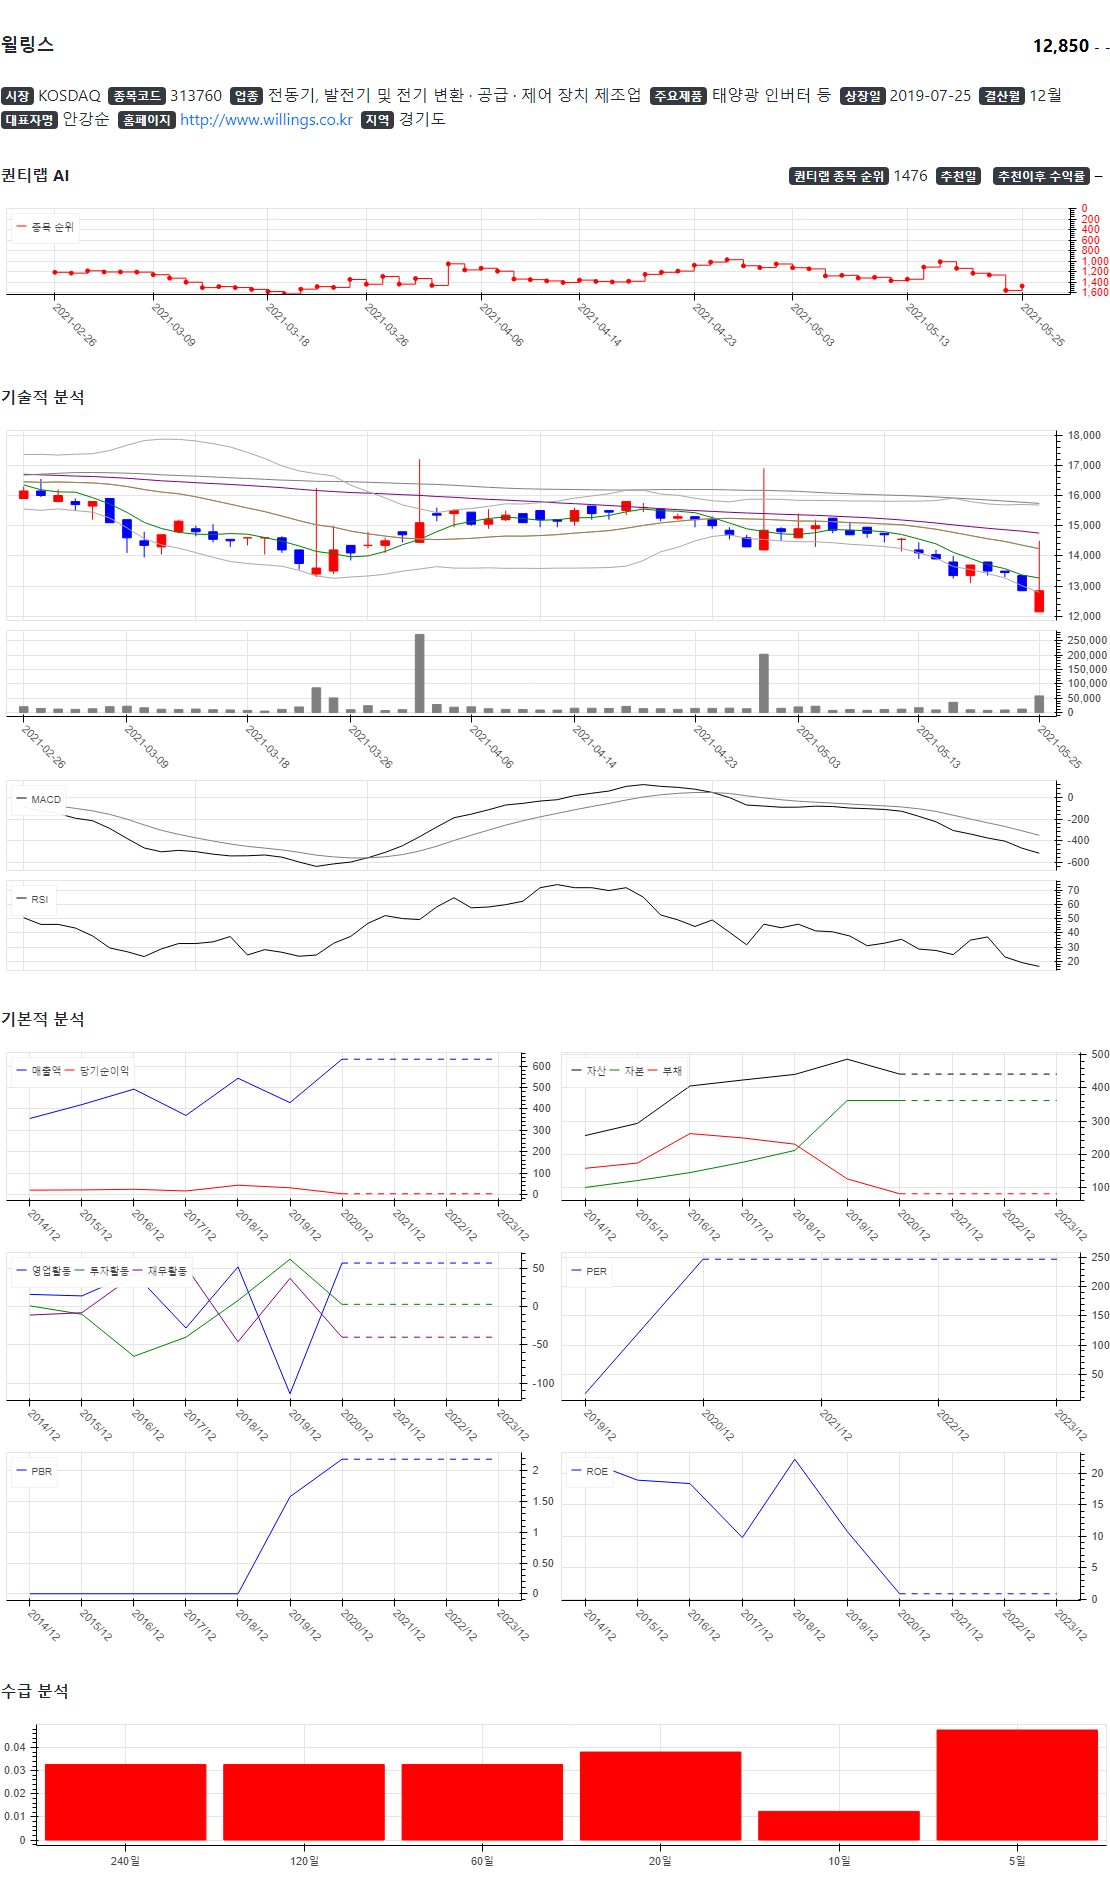 윌링스 12,850 - -
시장 KOSDAQ 종목코드 313760 업종 전동기, 발전기 및 전기 변환 · 공급 · 제어 장치 제조업 주요제품 태양광 인버터 등 상장일 2019-07-25 결산월 12월
대표자명 안강순 홈페이지 http://www.willings.co.kr 지역 경기도
퀀티랩 AI 퀀티랩 종목 순위 1476 추천일 추천이후 수익률 –
종목 순위
0
200
400
600
800
1,000
1,200
1,400
1,600
2021-02-26 2021-03-09 2021-03-18 2021-03-26 2021-04-06 2021-04-14 2021-04-23 2021-05-03 2021-05-13 2021-05-25
기술적 분석
18,000
17,000
16,000
15,000
14,000
13,000
12,000
250,000
200,000
150,000
100,000
50,000
0
2021-02-26 2021-03-09 2021-03-18 2021-03-26 2021-04-06 2021-04-14 2021-04-23 2021-05-03 2021-05-13 2021-05-25
MACD
0
-200
-400
-600
RSI
70
60
50
40
30
20
기본적 분석
매출액 당기순이익
600
500
400
300
200
100
0
2014/12 2015/12 2016/12 2017/12 2018/12 2019/12 2020/12 2021/12 2022/12 2023/12
자산 자본 부채
500
400
300
200
100
2014/12 2015/12 2016/12 2017/12 2018/12 2019/12 2020/12 2021/12 2022/12 2023/12
영업활동 투자활동 재무활동
50
0
-50
-100
2014/12 2015/12 2016/12 2017/12 2018/12 2019/12 2020/12 2021/12 2022/12 2023/12
PER
250
200
150
100
50
2019/12 2020/12 2021/12 2022/12 2023/12
PBR
2
1.50
1
0.50
0
2014/12 2015/12 2016/12 2017/12 2018/12 2019/12 2020/12 2021/12 2022/12 2023/12
ROE
20
15
10
5
0
2014/12 2015/12 2016/12 2017/12 2018/12 2019/12 2020/12 2021/12 2022/12 2023/12
수급 분석
0.04
0.03
0.02
0.01
0
240일 120일 60일 20일 10일 5일